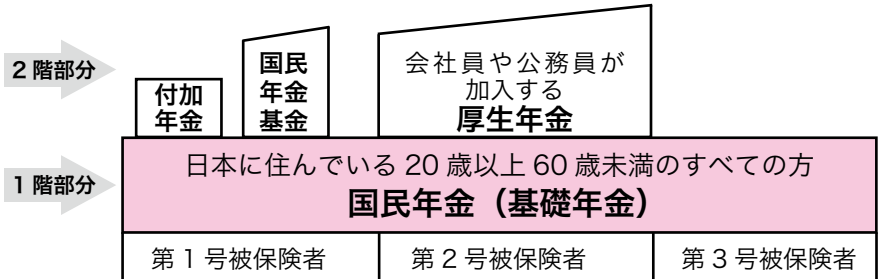 2階部分
付加
年金
国民
年金
基金
会社員や公務員が
加入する
厚生年金
1階部分
日本に住んでいる20歳以上60歳未満のすべての方
国民年金（基礎年金）
第1号被保険者
第2号被保険者
第3号被保険者